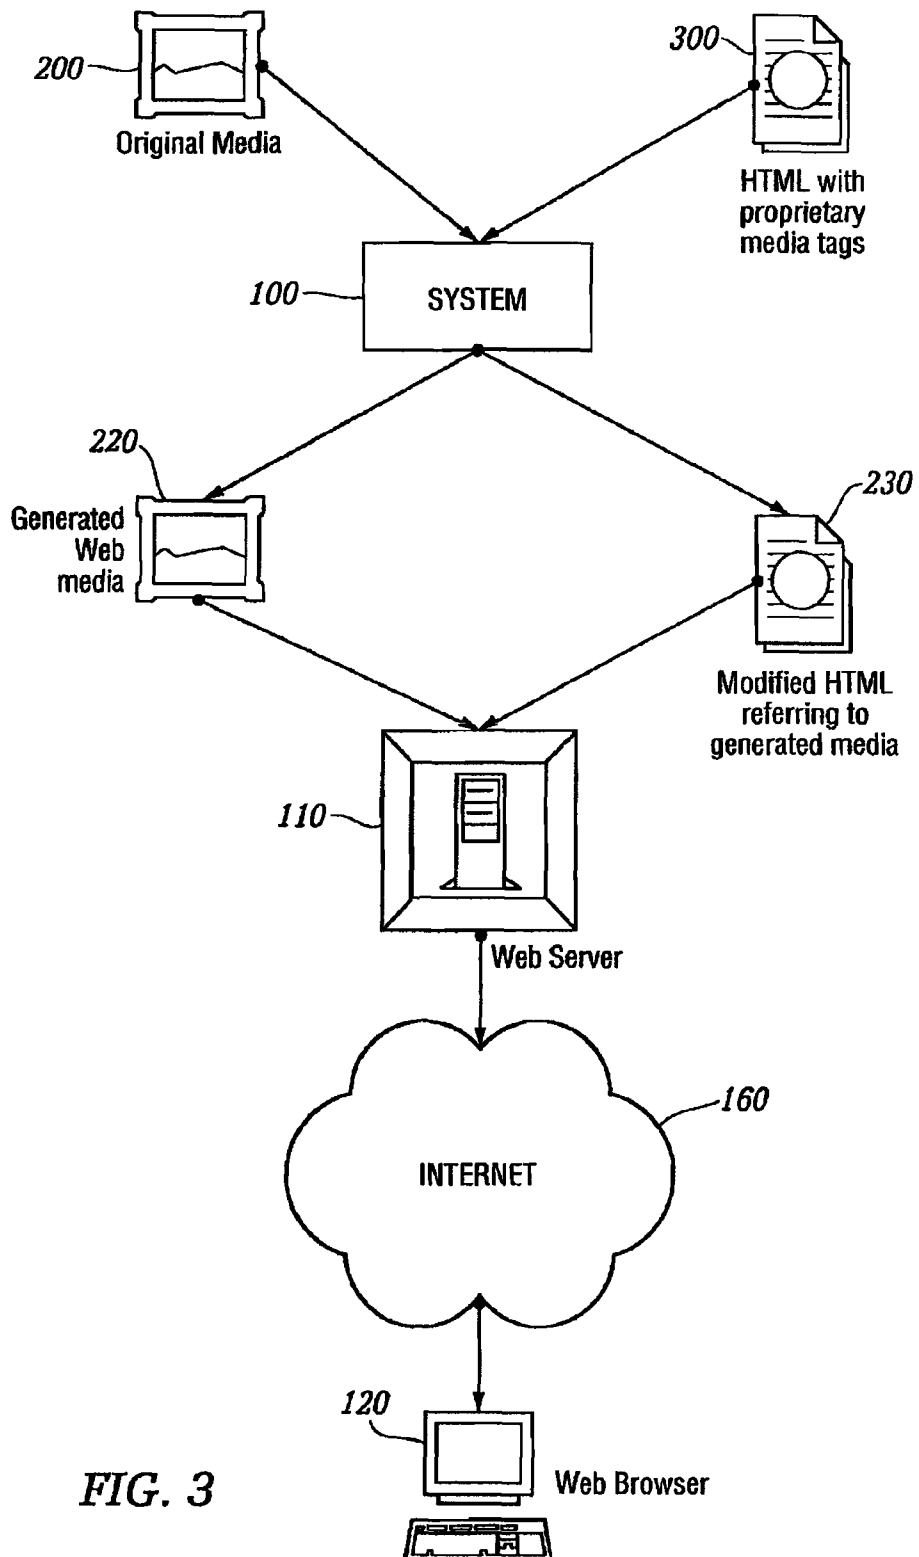 200
Original Media
300
HTML with
proprietary
media tags
100
SYSTEM
220
Generated
Web
media
230
Modified HTML
referring to
generated media
110
Web Server
160
INTERNET
120
Web Browser
FIG. 3